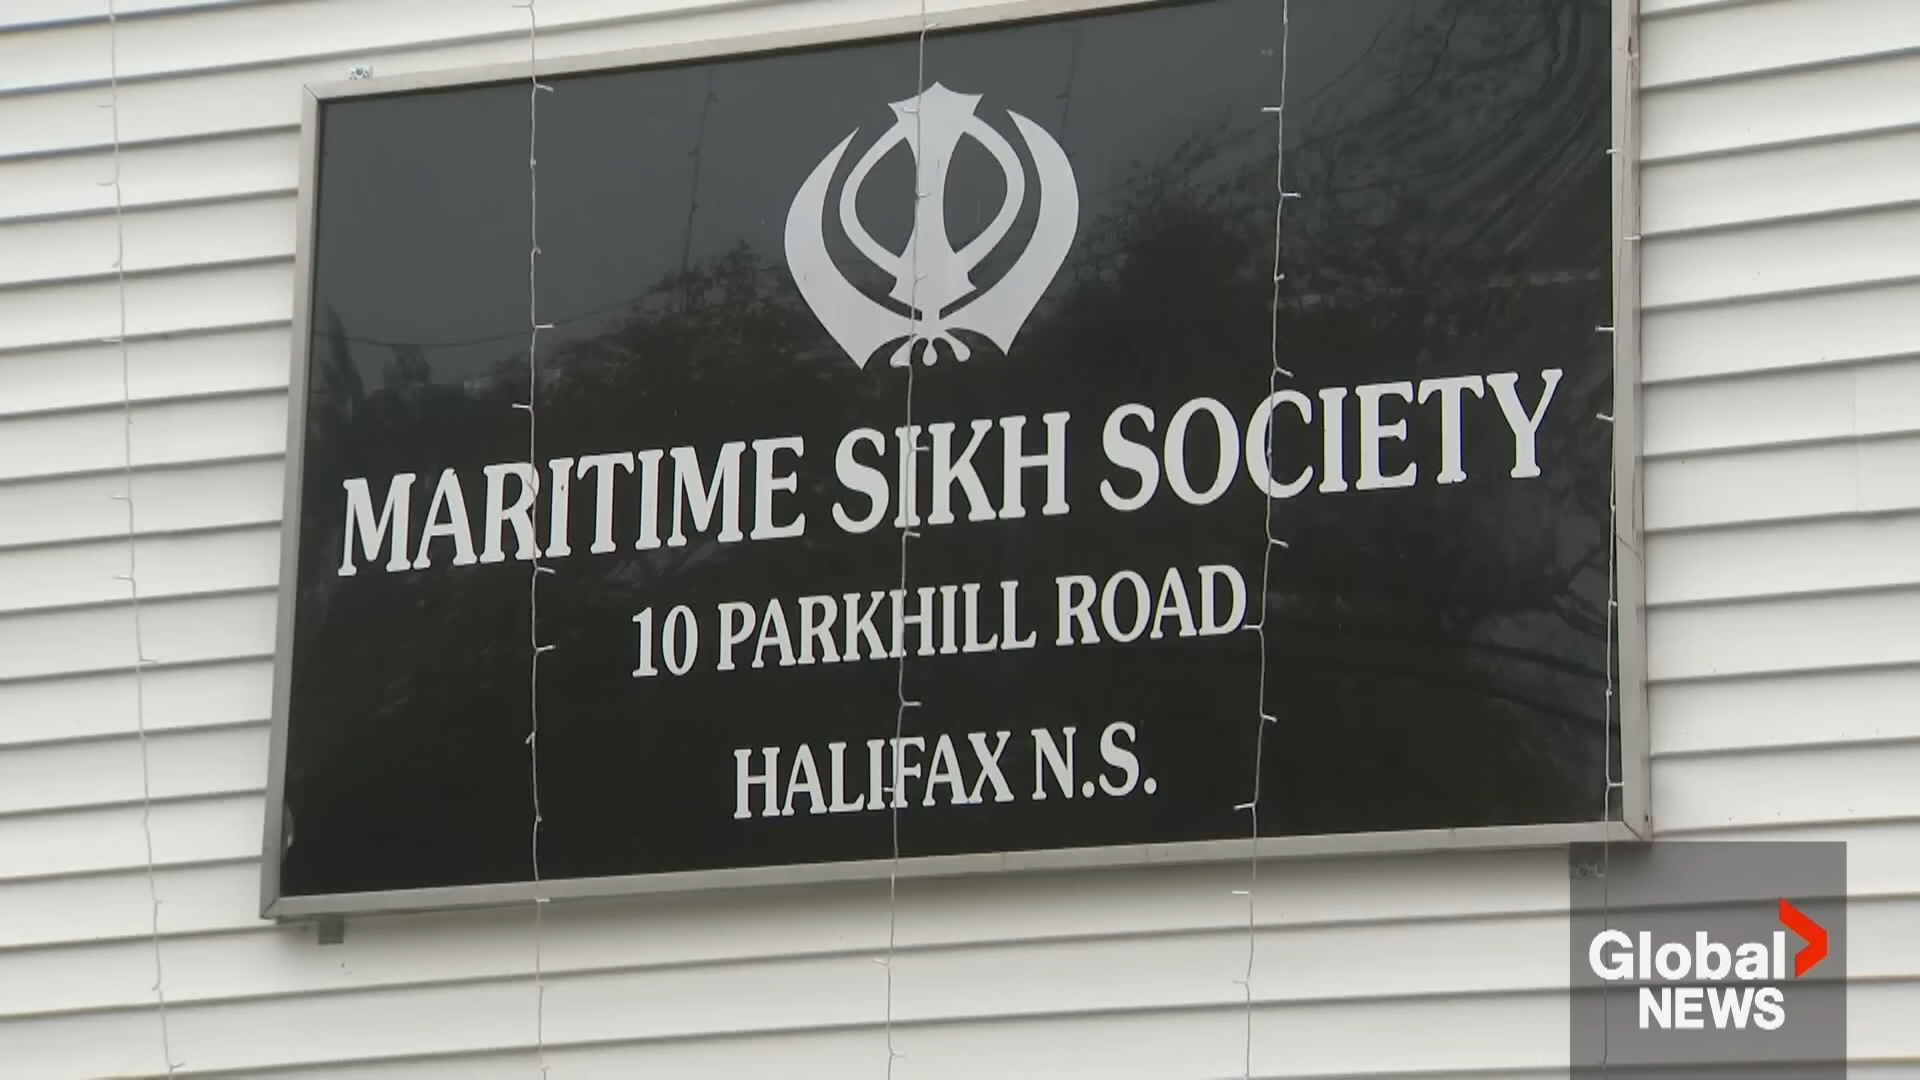 MARITIME SIKH SOCIETY
10 PARKHILL ROAD
HALIFAX N.S.
Global
NEWS